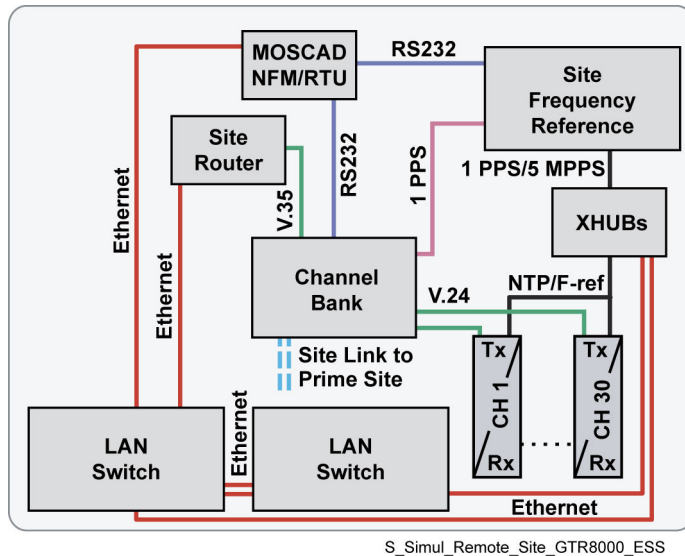 MOSCAD
NFM/RTU
RS232
Site
Frequency
Reference
Site
Router
Ethernet
Ethernet
V.35
RS232
1 PPS
1 PPS/5 MPPS
XHUBs
Channel
Bank
NTP/F-ref
V.24
Site Link to
Prime Site
Tx
CH 1
Rx
Tx
CH 30
Rx
LAN
Switch
Ethernet
LAN
Switch
Ethernet
S_Simul_Remote_Site_GTR8000_ESS